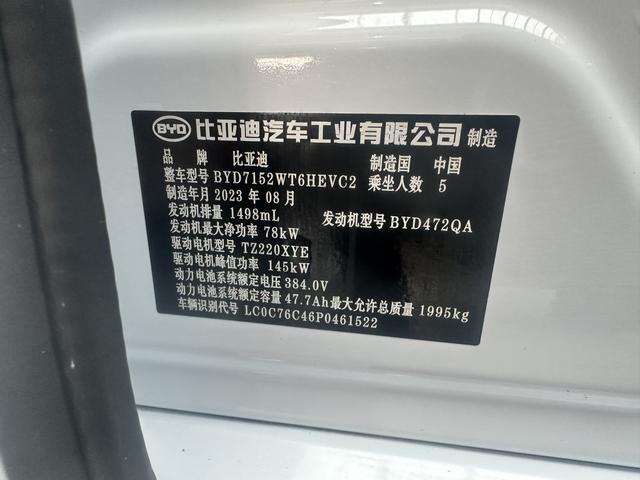 BYD 比亚迪汽车工业有限公司 制造
品 牌 比亚迪 制造国 中国
整车型号 BYD7152WT6HEVC2 乘坐人数 5
制造年月 2023 年 08 月
发动机排量 1498mL 发动机型号 BYD472QA
发动机最大净功率 78kW
驱动电机型号 TZ220XYE
驱动电机峰值功率 145kW
动力电池系统额定电压 384.0V
动力电池系统额定容量 47.7Ah 最大允许总质量 1995kg
车辆识别代号 LC0C76C46P0461522